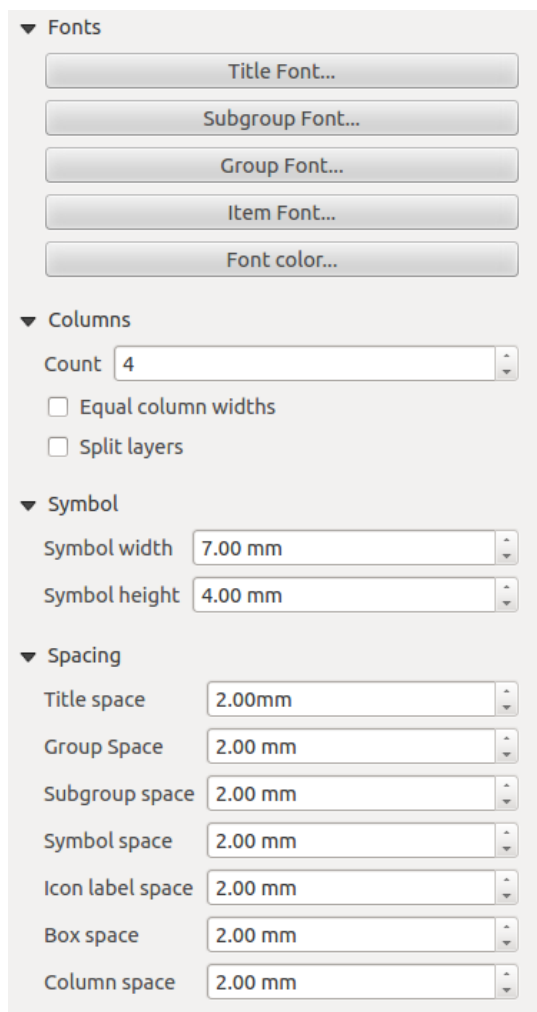 Fonts
Title Font...
Subgroup Font...
Group Font...
Item Font...
Font color...
Columns
Count 4
Equal column widths
Split layers
Symbol
Symbol width 7.00 mm
Symbol height 4.00 mm
Spacing
Title space 2.00mm
Group Space 2.00 mm
Subgroup space 2.00 mm
Symbol space 2.00 mm
Icon label space 2.00 mm
Box space 2.00 mm
Column space 2.00 mm